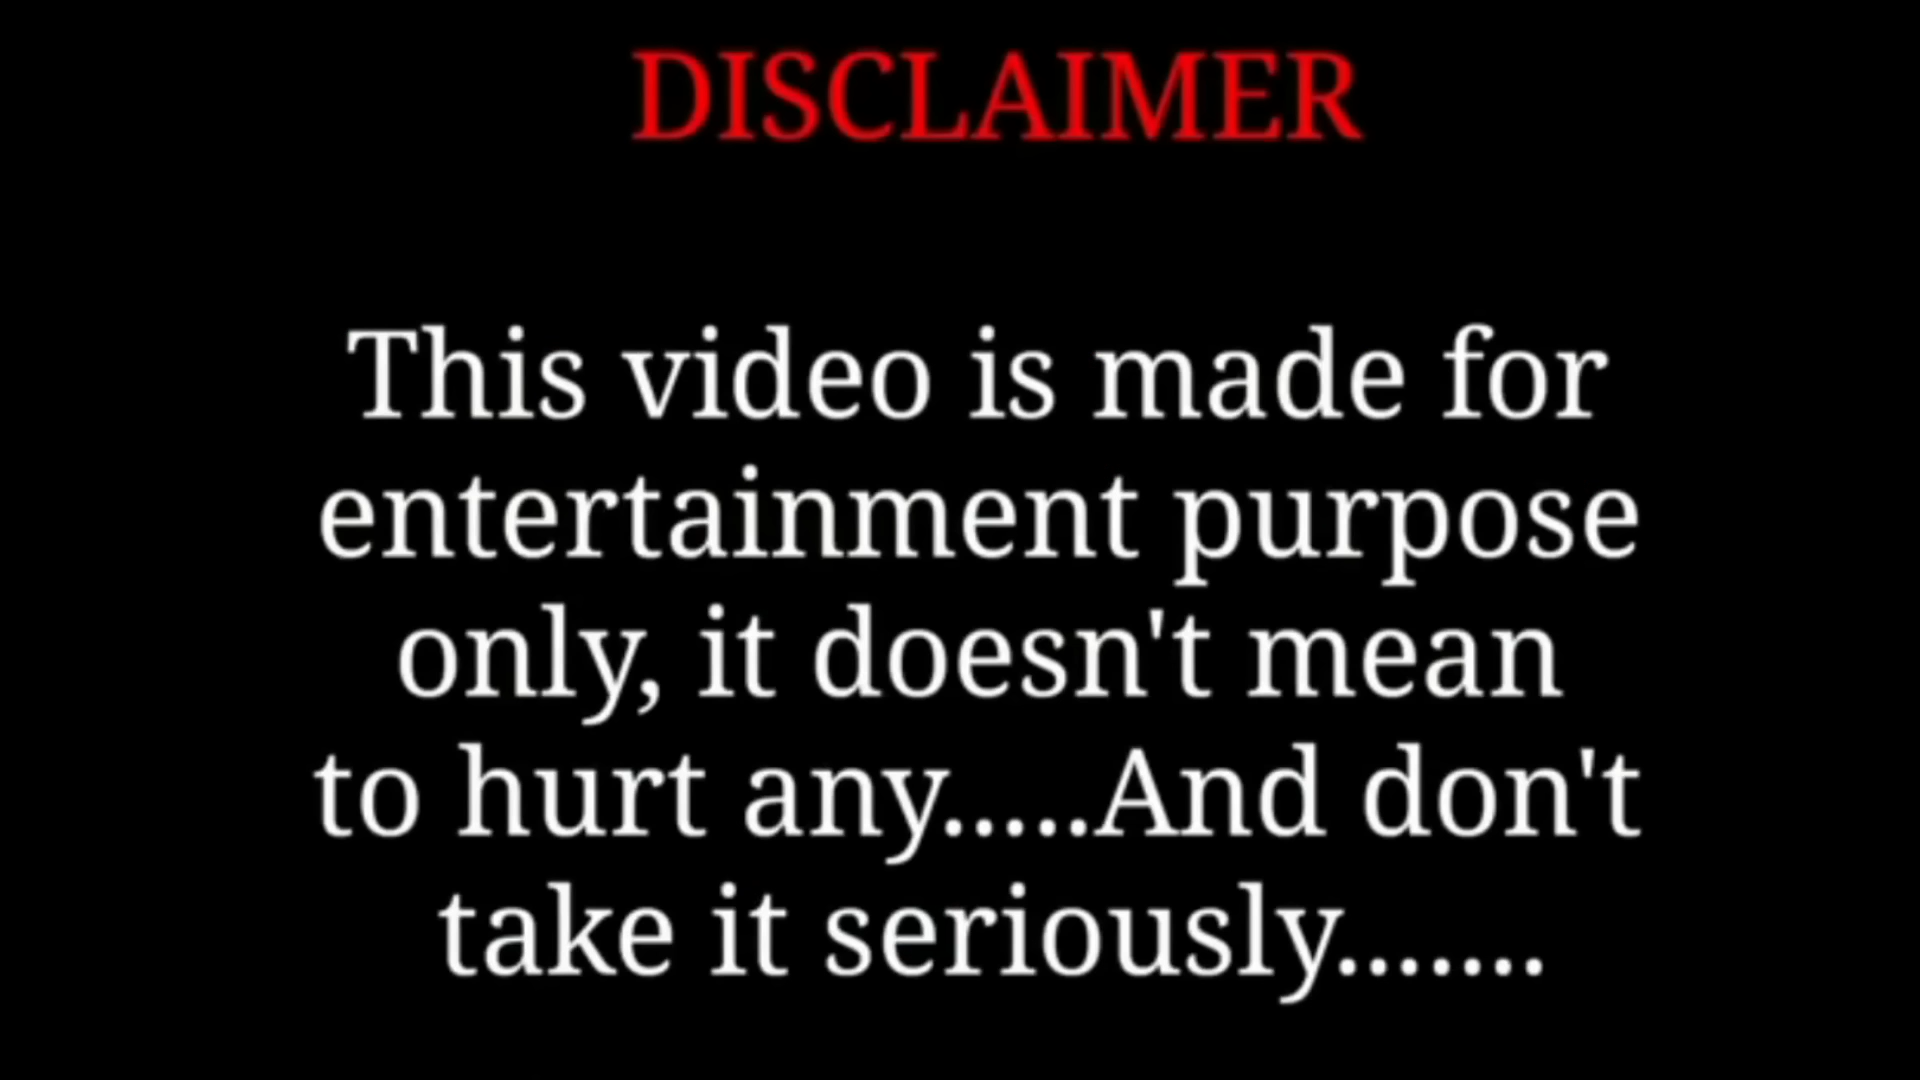 DISCLAIMER
This video is made for
entertainment purpose
only, it doesn't mean
to hurt any.....And don't
take it seriously.......